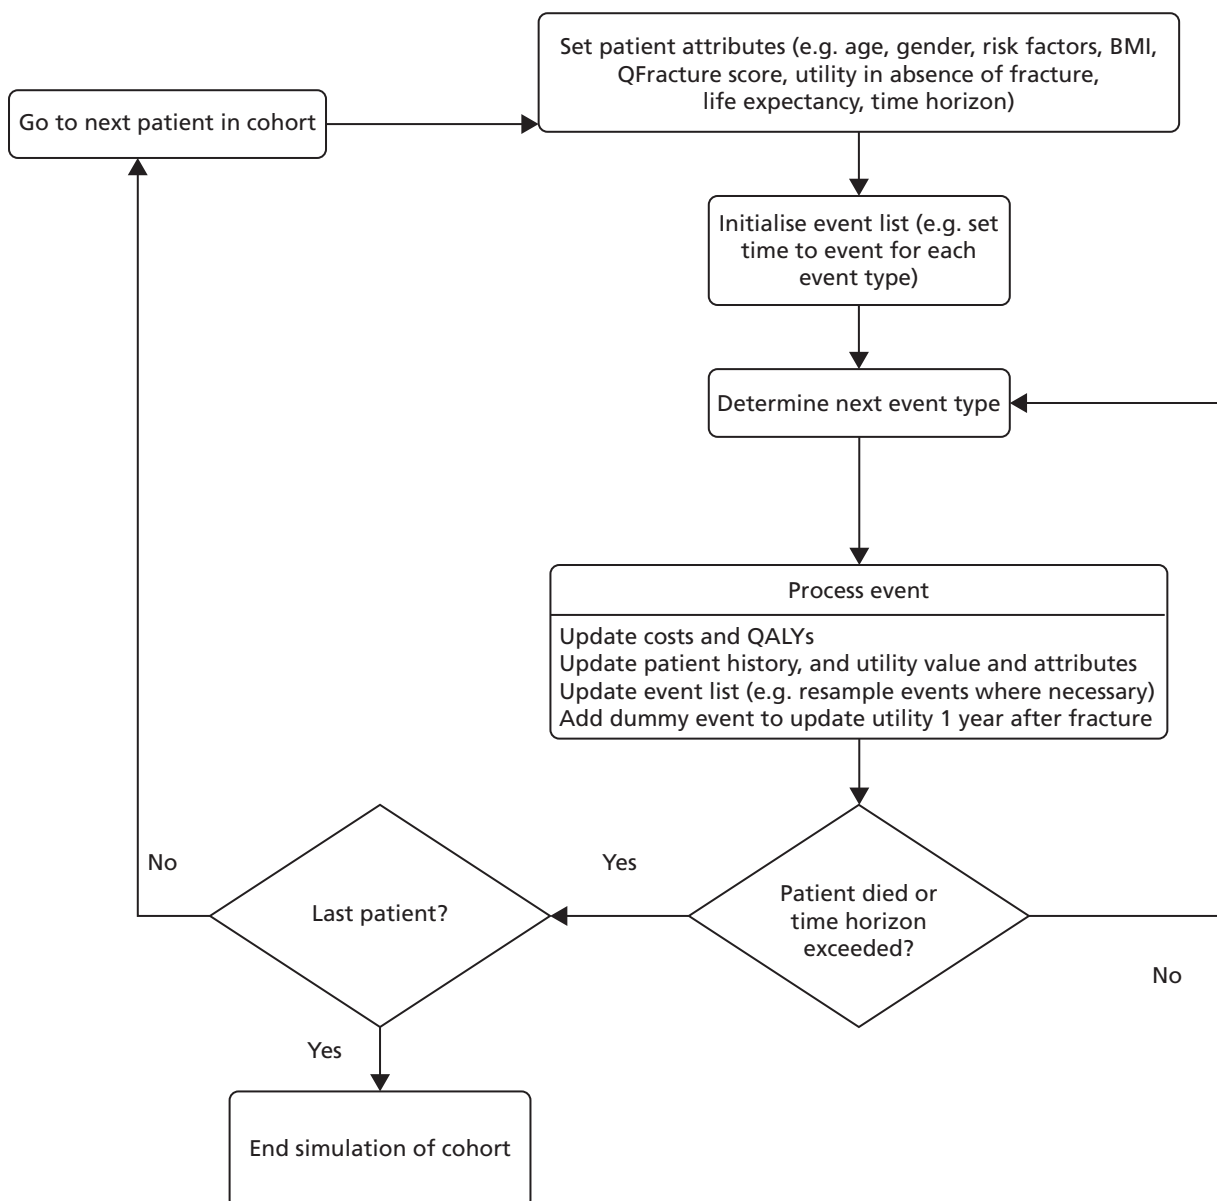 Set patient attributes (e.g. age, gender, risk factors, BMI,
QFracture score, utility in absence of fracture,
life expectancy, time horizon)
Go to next patient in cohort
Initialise event list (e.g. set
time to event for each
event type)
Determine next event type
Process event
Update costs and QALYs
Update patient history, and utility value and attributes
Update event list (e.g. resample events where necessary)
Add dummy event to update utility 1 year after fracture
No
Yes
Last patient?
Patient died or
time horizon
exceeded?
No
Yes
End simulation of cohort